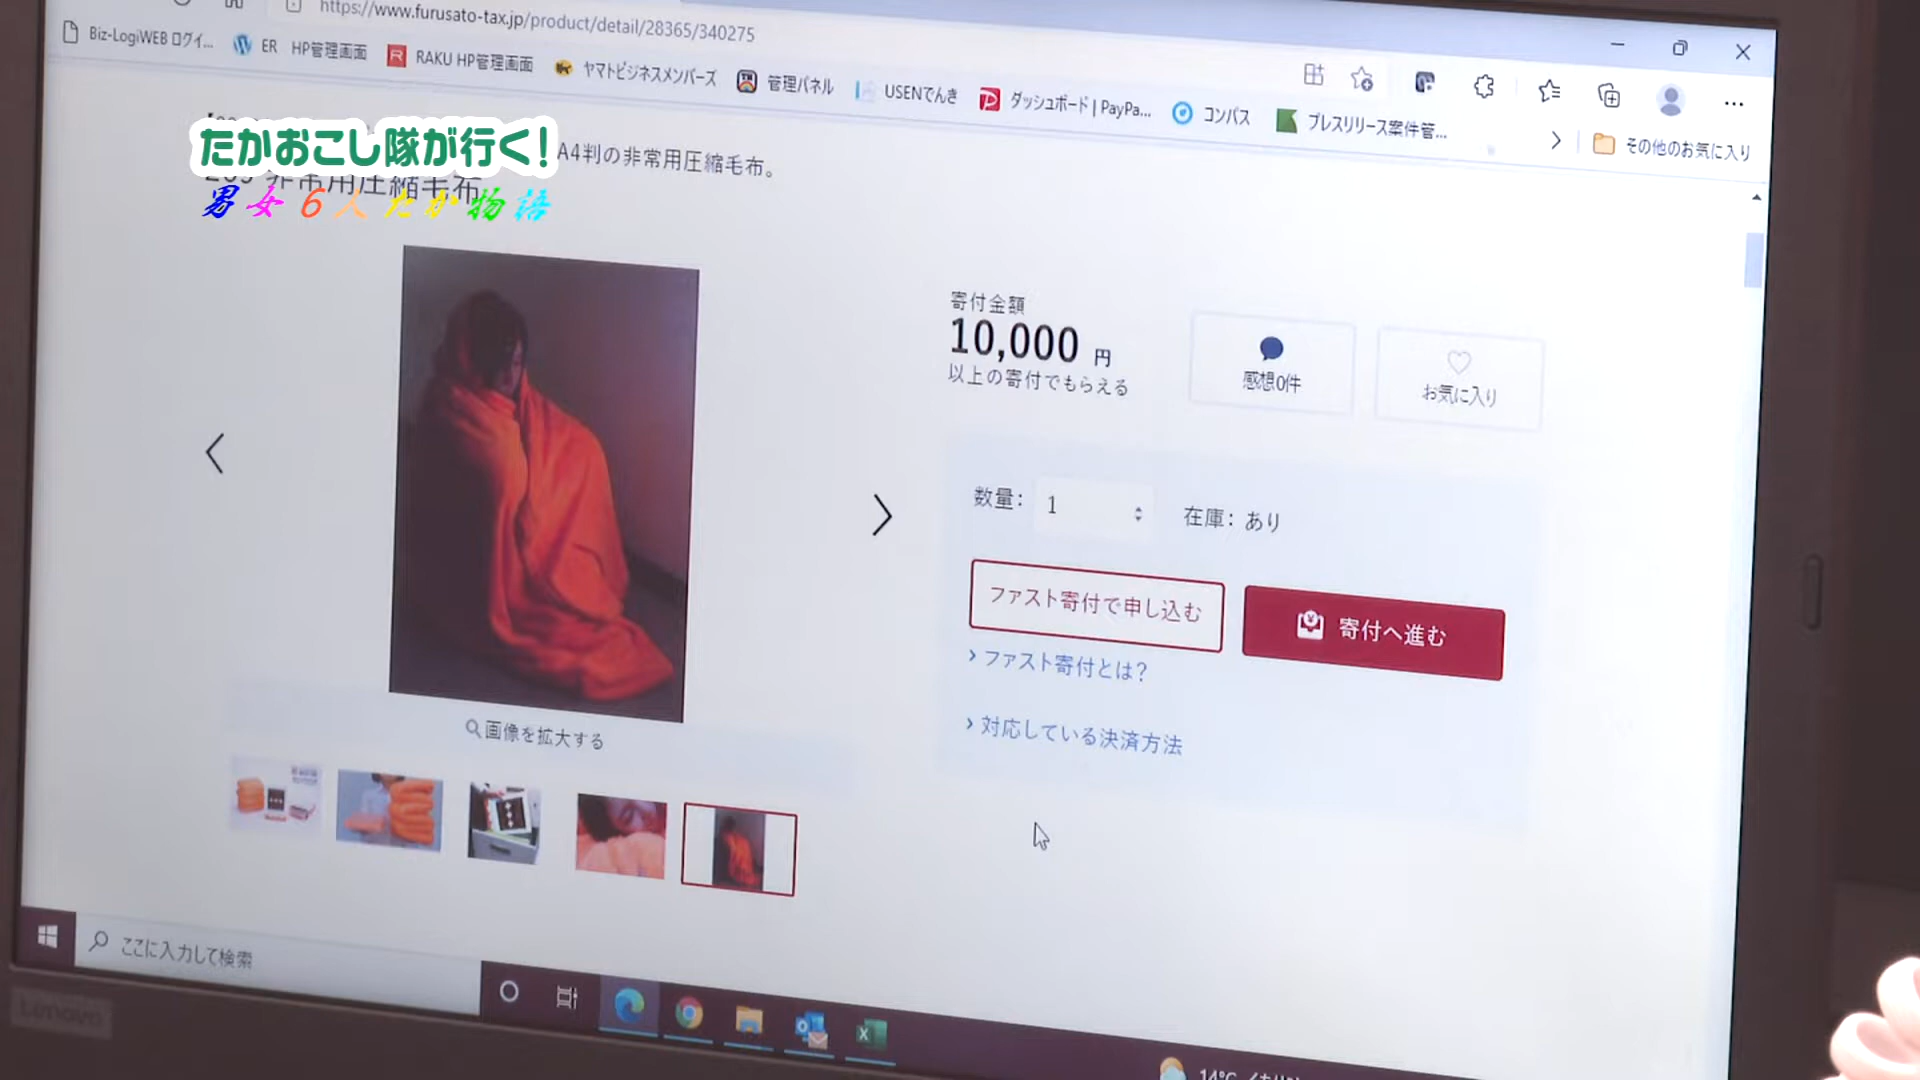 https://www.furusato-tax.jp/product/detail/28365/340275
Biz-LogiWEB ログイ...
ER HP管理画面
RAKU HP管理画面
ヤマトビジネスメンバーズ
管理パネル
USENでんき
ダッシュボード | PayPa...
コンパス
プレスリリース案件管...
その他のお気に入り
たかおこし隊が行く!
A4判の非常用圧縮毛布。
非常用圧縮毛布
男女6人たか物語
寄付金額
10,000 円
以上の寄付でもらえる
感想0件
お気に入り
数量: 1
在庫: あり
ファスト寄付で申し込む
寄付へ進む
› ファスト寄付とは?
› 対応している決済方法
画像を拡大する
ここに入力して検索
Lenovo
14°C